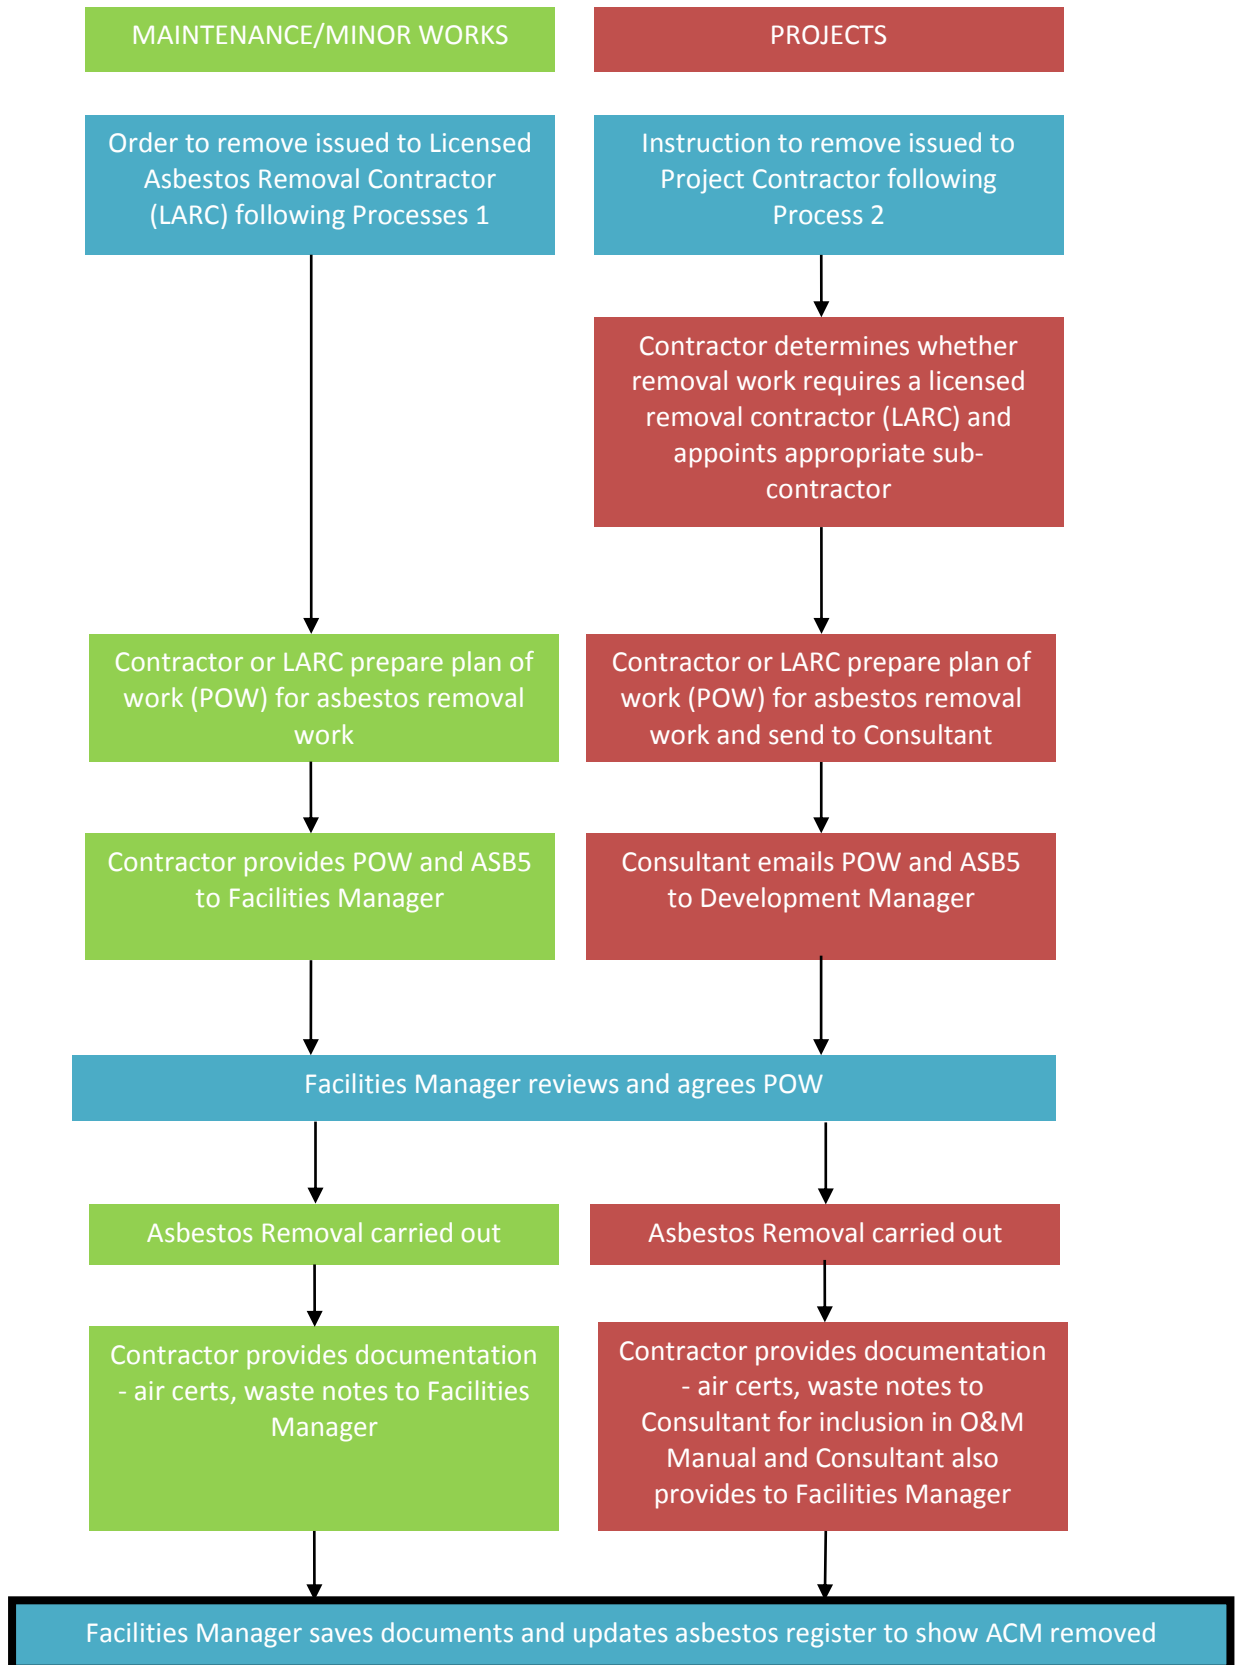 MAINTENANCE/MINOR WORKS
PROJECTS
Order to remove issued to Licensed
Asbestos Removal Contractor
(LARC) following Processes 1
Instruction to remove issued to
Project Contractor following
Process 2
Contractor determines whether
removal work requires a licensed
removal contractor (LARC) and
appoints appropriate sub-
contractor
Contractor or LARC prepare plan of
work (POW) for asbestos removal
work
Contractor or LARC prepare plan of
work (POW) for asbestos removal
work and send to Consultant
Contractor provides POW and ASB5
to Facilities Manager
Consultant emails POW and ASB5
to Development Manager
Facilities Manager reviews and agrees POW
Asbestos Removal carried out
Asbestos Removal carried out
Contractor provides documentation
- air certs, waste notes to Facilities
Manager
Contractor provides documentation
- air certs, waste notes to
Consultant for inclusion in O&M
Manual and Consultant also
provides to Facilities Manager
Facilities Manager saves documents and updates asbestos register to show ACM removed